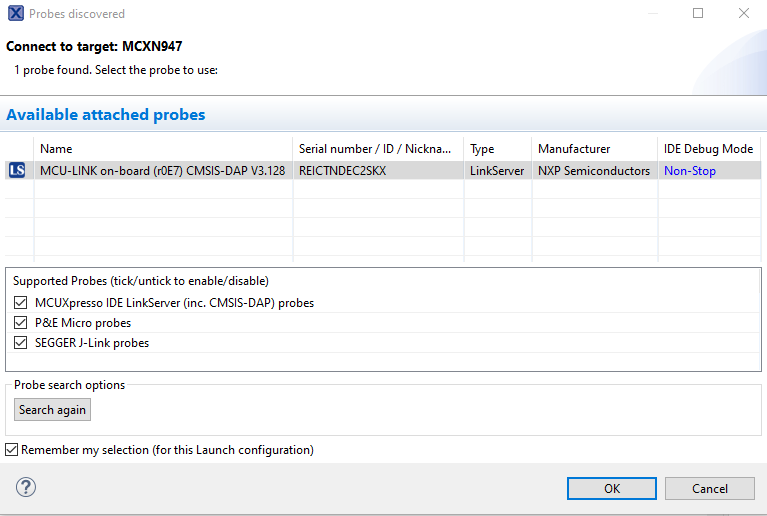 Probes discovered
Connect to target: MCXN947
1 probe found. Select the probe to use:
Available attached probes
Name Serial number / ID / Nickna... Type Manufacturer IDE Debug Mode
LS MCU-LINK on-board (r0E7) CMSIS-DAP V3.128 REICTNDEC2SKX LinkServer NXP Semiconductors Non-Stop
Supported Probes (tick/untick to enable/disable)
MCUXpresso IDE LinkServer (inc. CMSIS-DAP) probes
P&E Micro probes
SEGGER J-Link probes
Probe search options
Search again
Remember my selection (for this Launch configuration)
? OK Cancel